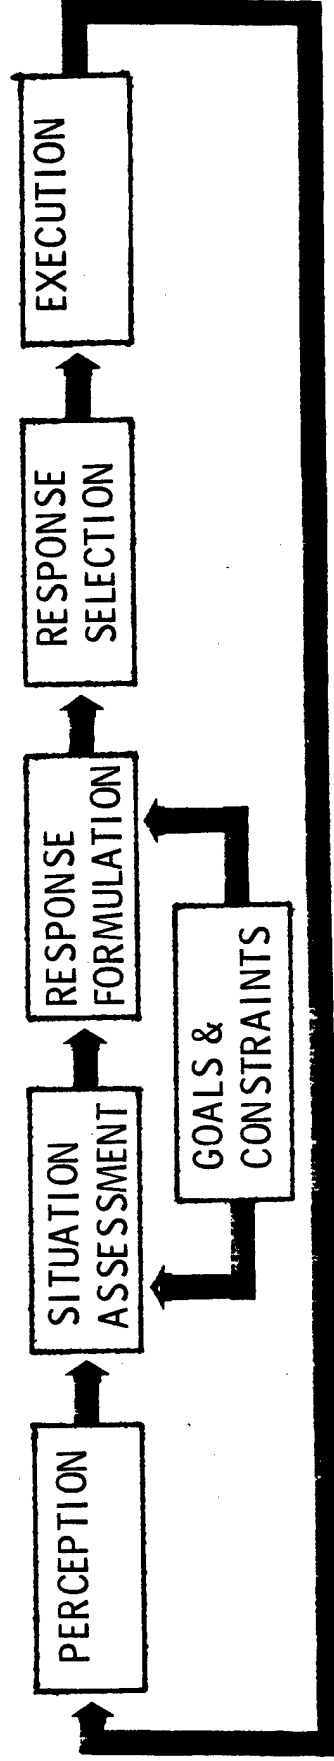 PERCEPTION
SITUATION
ASSESSMENT
RESPONSE
FORMULATION
RESPONSE
SELECTION
EXECUTION
GOALS &
CONSTRAINTS